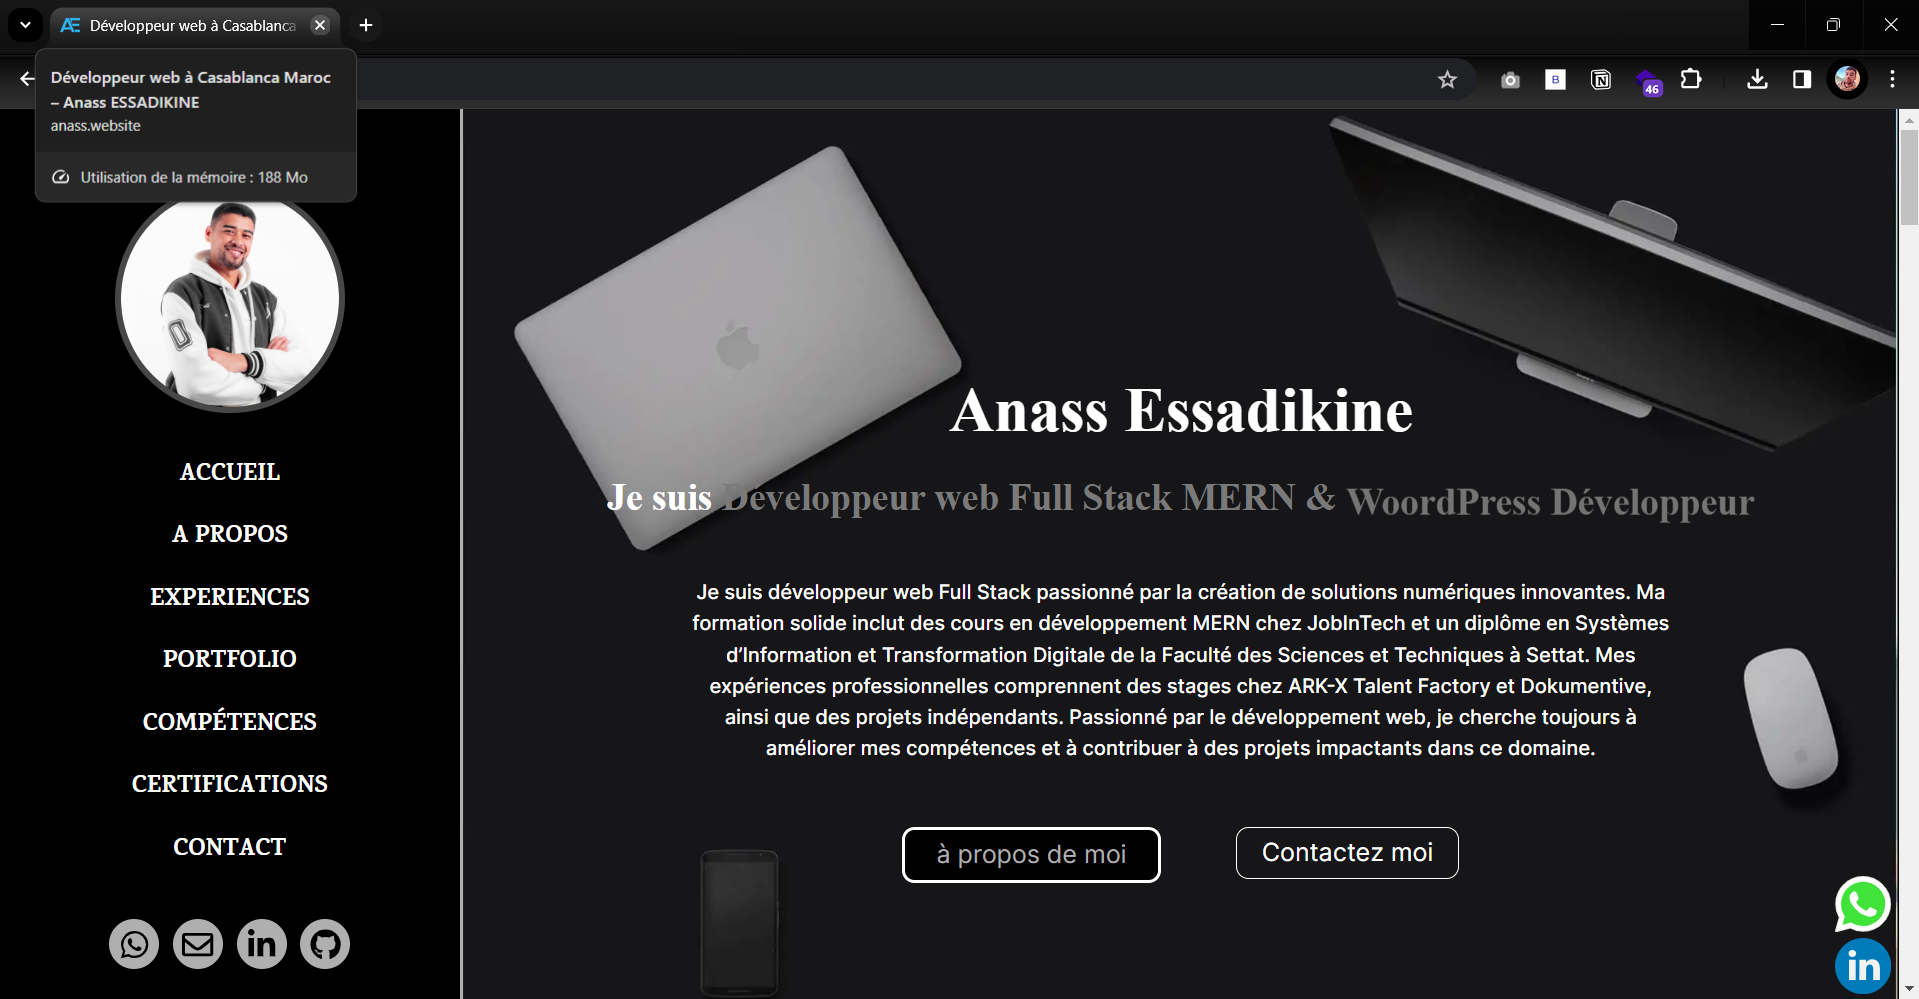 Développeur web à Casablanca
Développeur web à Casablanca Maroc
– Anass ESSADIKINE
anass.website
Utilisation de la mémoire : 188 Mo
B
46
D
ACCUEIL
A PROPOS
EXPERIENCES
PORTFOLIO
COMPÉTENCES
CERTIFICATIONS
CONTACT
in
Anass Essadikine
Je suis Développeur web Full Stack MERN & WoordPress Développeur
Je suis développeur web Full Stack passionné par la création de solutions numériques innovantes. Ma
formation solide inclut des cours en développement MERN chez JobInTech et un diplôme en Systèmes
d’Information et Transformation Digitale de la Faculté des Sciences et Techniques à Settat. Mes
expériences professionnelles comprennent des stages chez ARK-X Talent Factory et Dokumentive,
ainsi que des projets indépendants. Passionné par le développement web, je cherche toujours à
améliorer mes compétences et à contribuer à des projets impactants dans ce domaine.
à propos de moi
Contactez moi
in